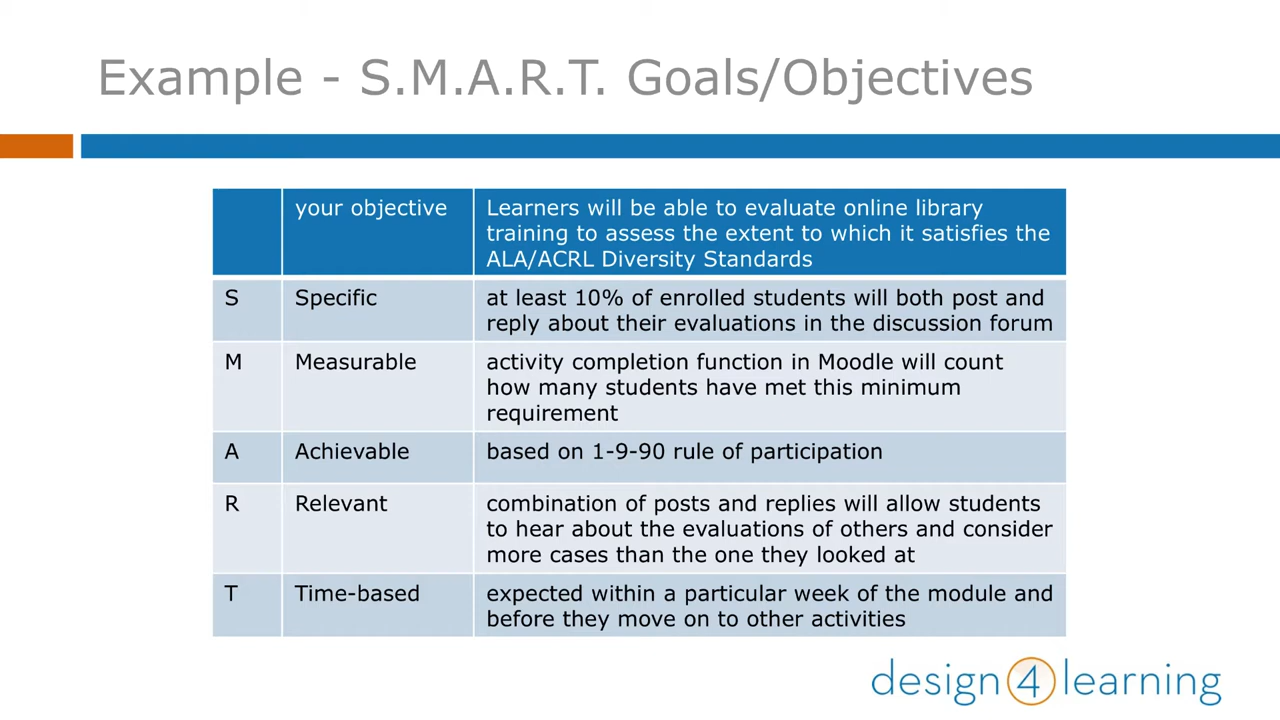 Example - S.M.A.R.T. Goals/Objectives
your objective
Learners will be able to evaluate online library
training to assess the extent to which it satisfies the
ALA/ACRL Diversity Standards
S
Specific
at least 10% of enrolled students will both post and
reply about their evaluations in the discussion forum
M
Measurable
activity completion function in Moodle will count
how many students have met this minimum
requirement
A
Achievable
based on 1-9-90 rule of participation
R
Relevant
combination of posts and replies will allow students
to hear about the evaluations of others and consider
more cases than the one they looked at
T
Time-based
expected within a particular week of the module and
before they move on to other activities
design 4 learning